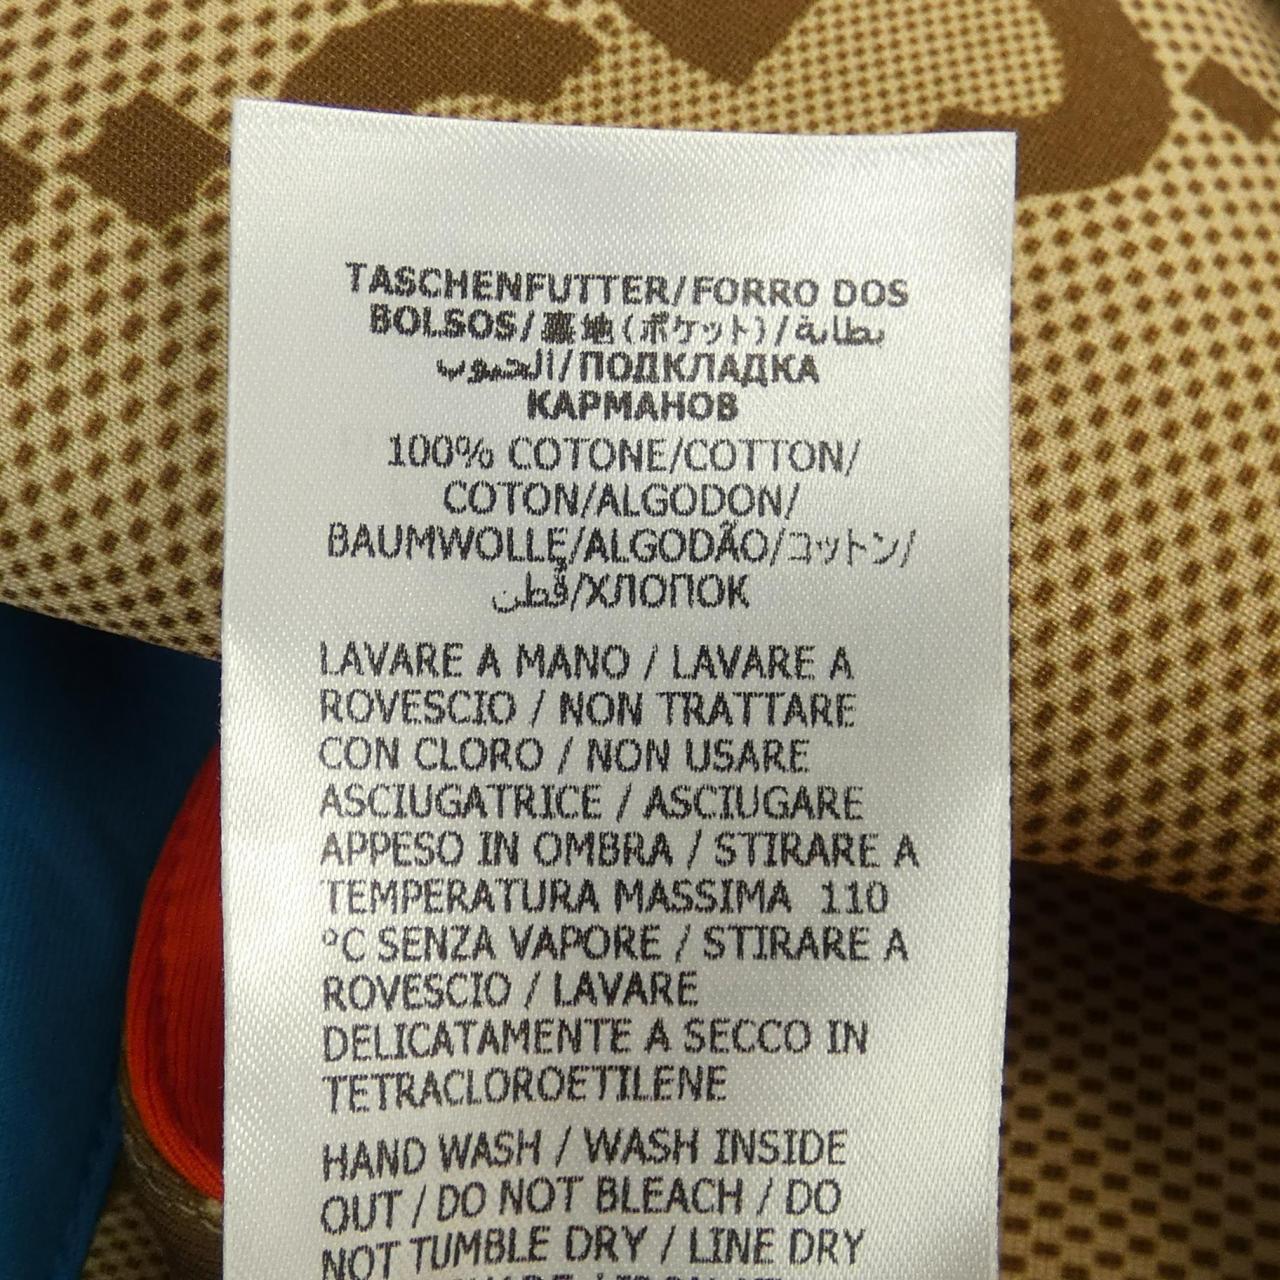 TASCHENFUTTER/FORRO DOS
BOLSOS/裏地(ポケット)/بطانة
الجيوب/ПОДКЛАДКА
КАРМАНОВ
100% COTONE/COTTON/
COTON/ALGODON/
BAUMWOLLE/ALGODÃO/コットン/
قطن/ХЛОПОК
LAVARE A MANO / LAVARE A
ROVESCIO / NON TRATTARE
CON CLORO / NON USARE
ASCIUGATRICE / ASCIUGARE
APPESO IN OMBRA / STIRARE A
TEMPERATURA MASSIMA 110
°C SENZA VAPORE / STIRARE A
ROVESCIO / LAVARE
DELICATAMENTE A SECCO IN
TETRACLOROETILENE
HAND WASH / WASH INSIDE
OUT / DO NOT BLEACH / DO
NOT TUMBLE DRY / LINE DRY